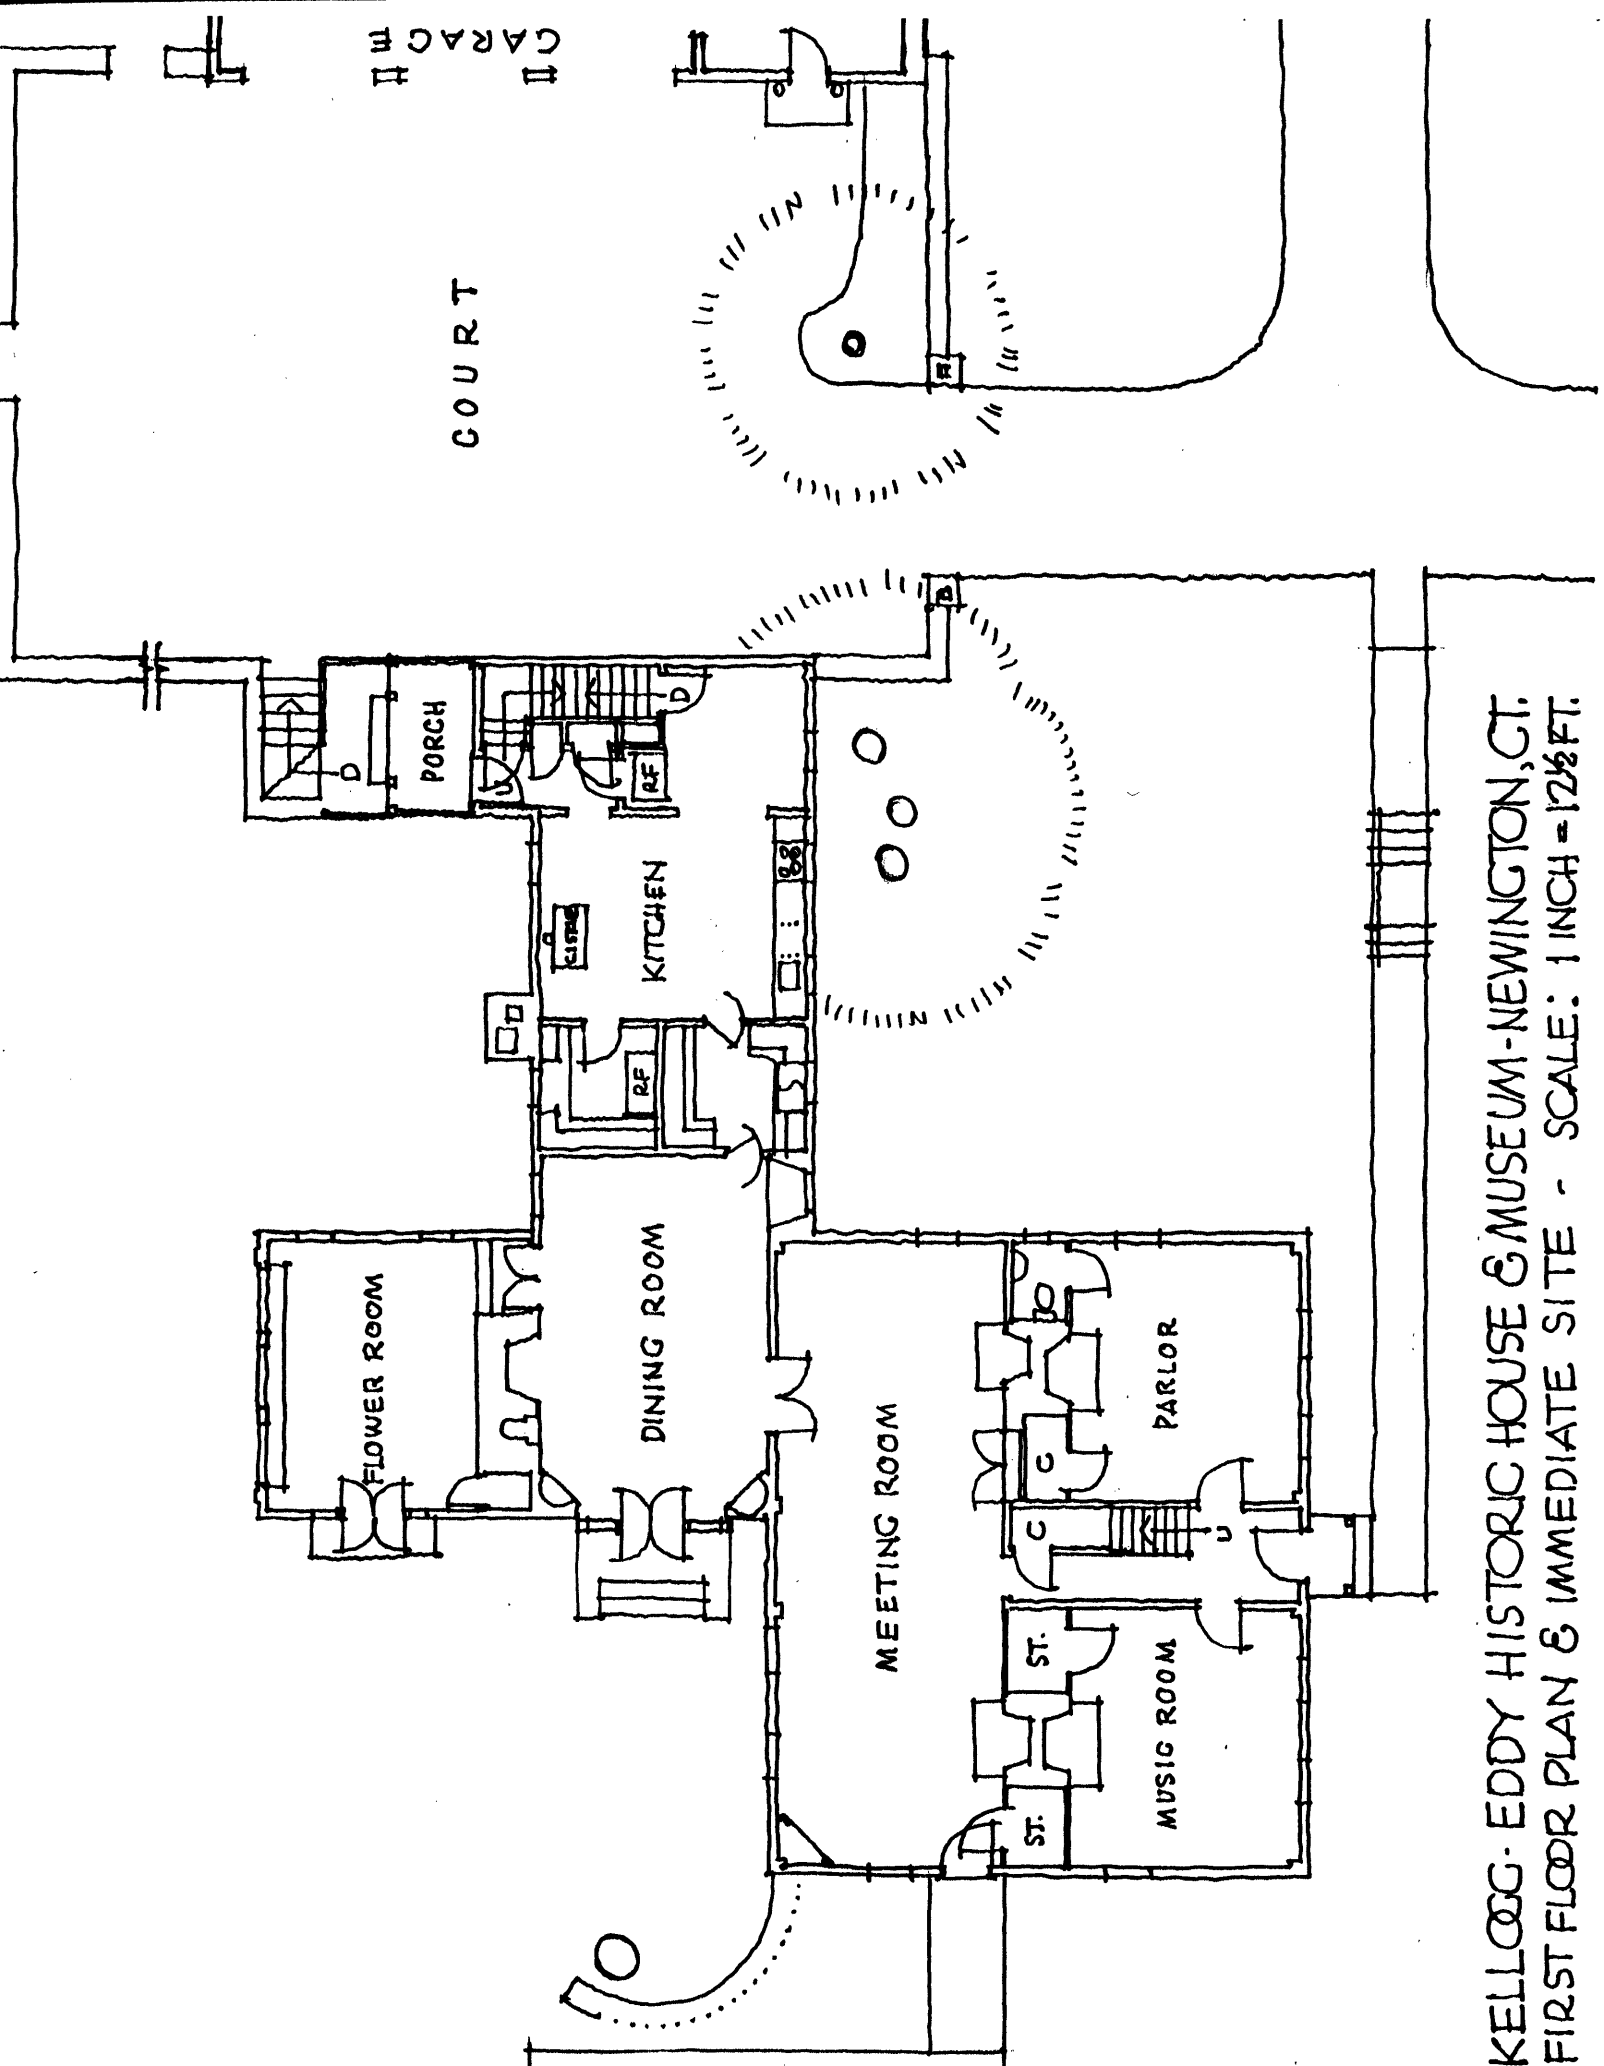 GARAGE
COURT
PORCH
D
D
U
RF
KITCHEN
C.I STOVE
RF
FLOWER ROOM
DINING ROOM
MEETING ROOM
PARLOR
C
C
U
ST.
ST.
MUSIC ROOM
KELLOGG-EDDY HISTORIC HOUSE & MUSEUM-NEWINGTON, CT.
FIRST FLOOR PLAN & IMMEDIATE SITE - SCALE: 1 INCH = 12½ FT.